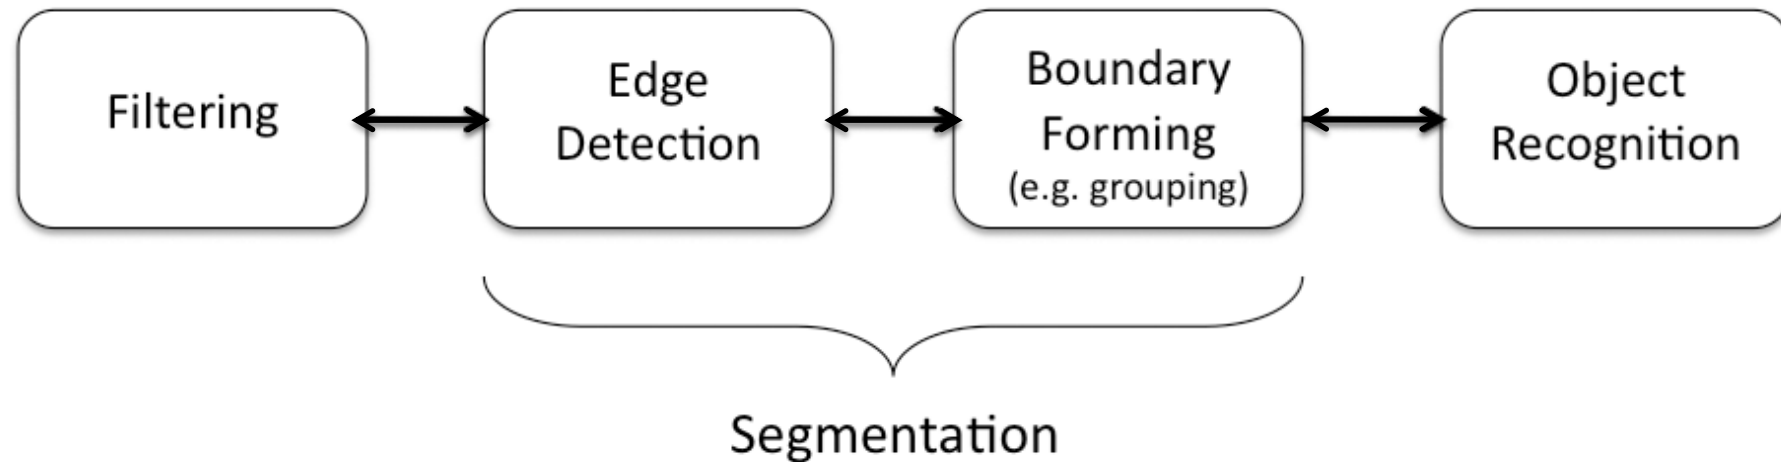 Filtering
Edge
Detection
Boundary
Forming
(e.g. grouping)
Object
Recognition
Segmentation